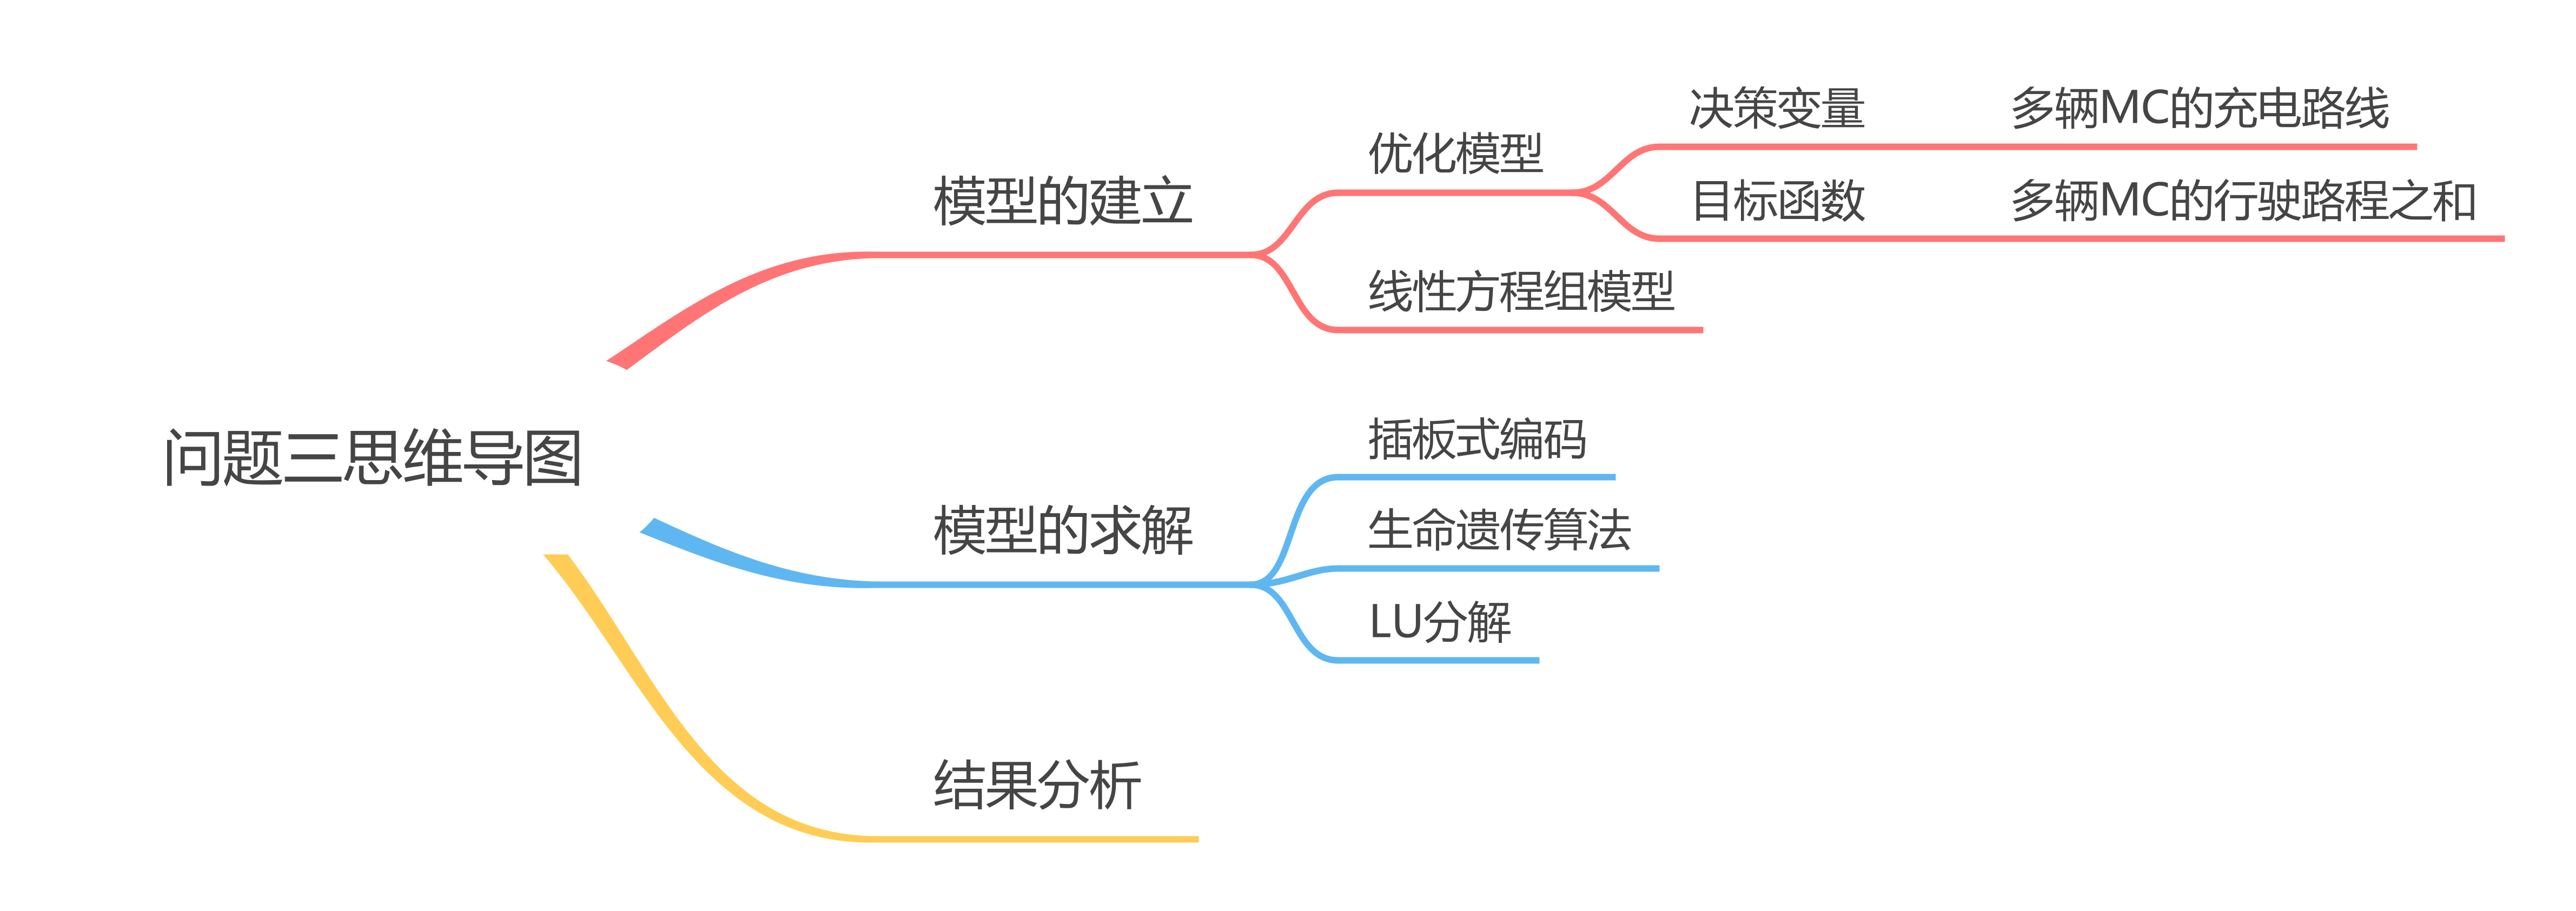 问题三思维导图
模型的建立
优化模型
决策变量 多辆MC的充电路线
目标函数 多辆MC的行驶路程之和
线性方程组模型
模型的求解
插板式编码
生命遗传算法
LU分解
结果分析